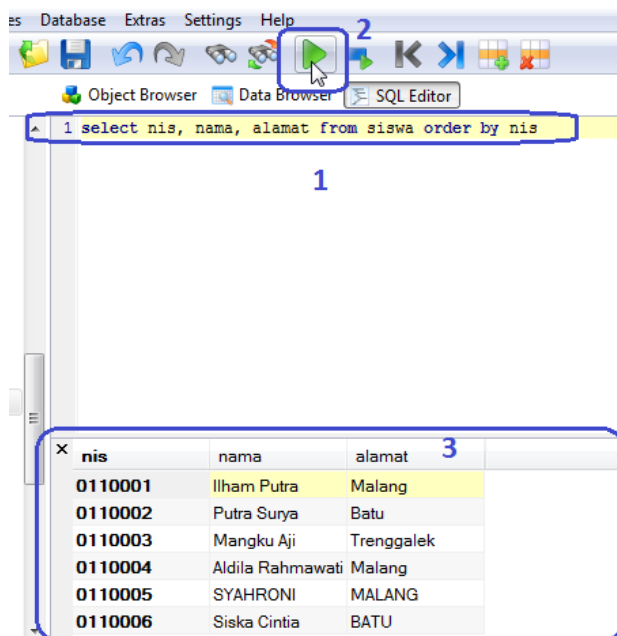 es Database Extras Settings Help
2
Object Browser Data Browser SQL Editor
1 select nis, nama, alamat from siswa order by nis
1
3
× nis nama alamat
0110001 Ilham Putra Malang
0110002 Putra Surya Batu
0110003 Mangku Aji Trenggalek
0110004 Aldila Rahmawati Malang
0110005 SYAHRONI MALANG
0110006 Siska Cintia BATU